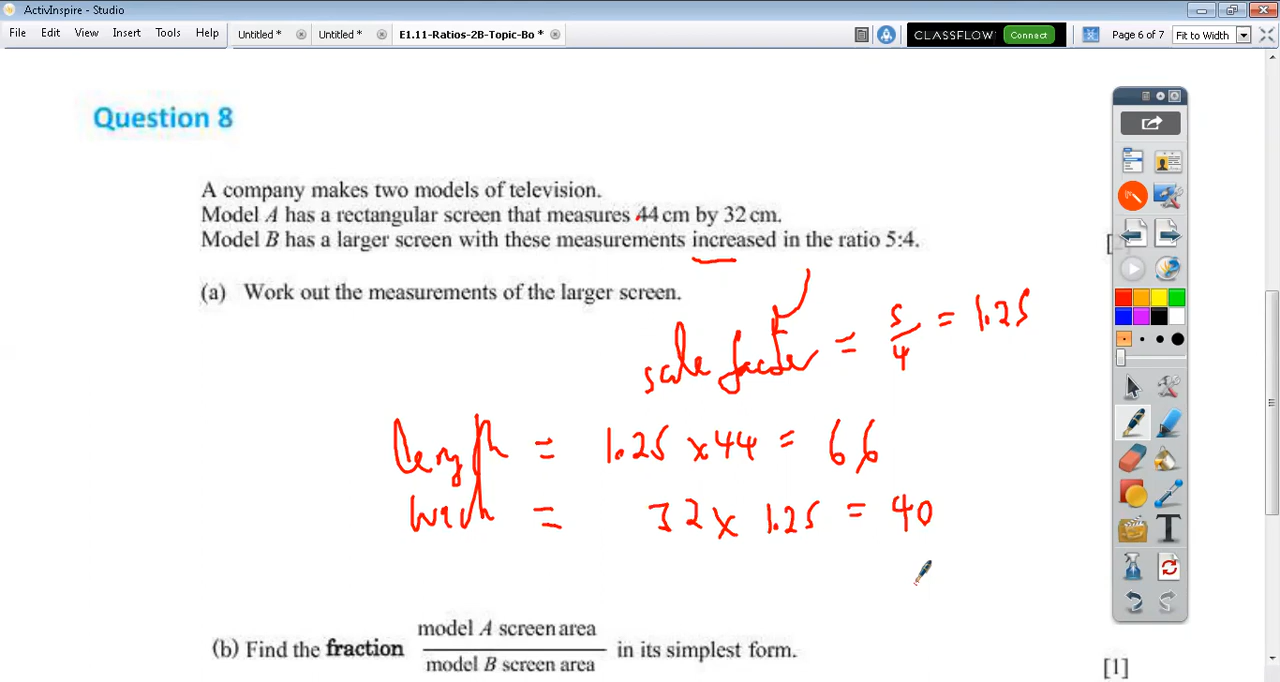 ActivInspire - Studio
File Edit View Insert Tools Help Untitled * Untitled * E1.11-Ratios-2B-Topic-Bo * CLASSFLOW Connect Page 6 of 7 Fit to Width
Question 8
A company makes two models of television.
Model A has a rectangular screen that measures 44 cm by 32 cm.
Model B has a larger screen with these measurements increased in the ratio 5:4.
(a) Work out the measurements of the larger screen.
scale factor = 5/4 = 1.25
length = 1.25 x 44 = 66
width = 32 x 1.25 = 40
(b) Find the fraction model A screen area / model B screen area in its simplest form.
[1]